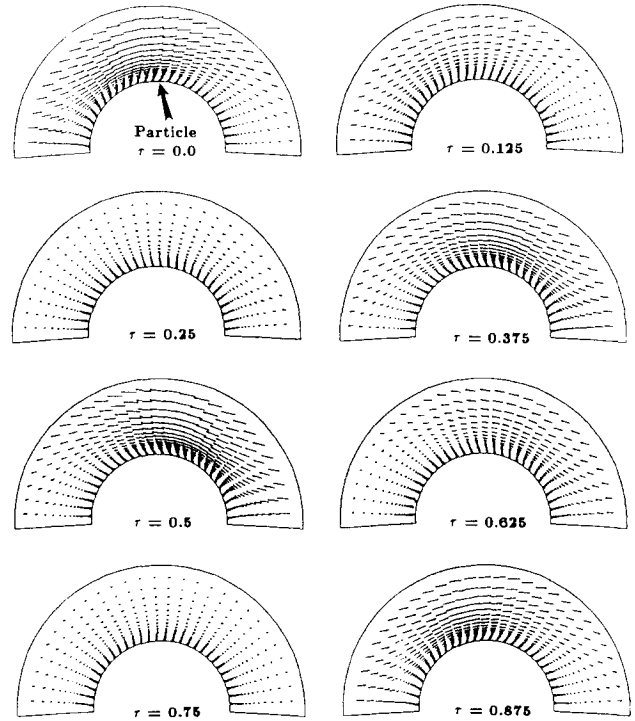 Particle
τ = 0.0
τ = 0.125
τ = 0.25
τ = 0.375
τ = 0.5
τ = 0.625
τ = 0.75
τ = 0.875